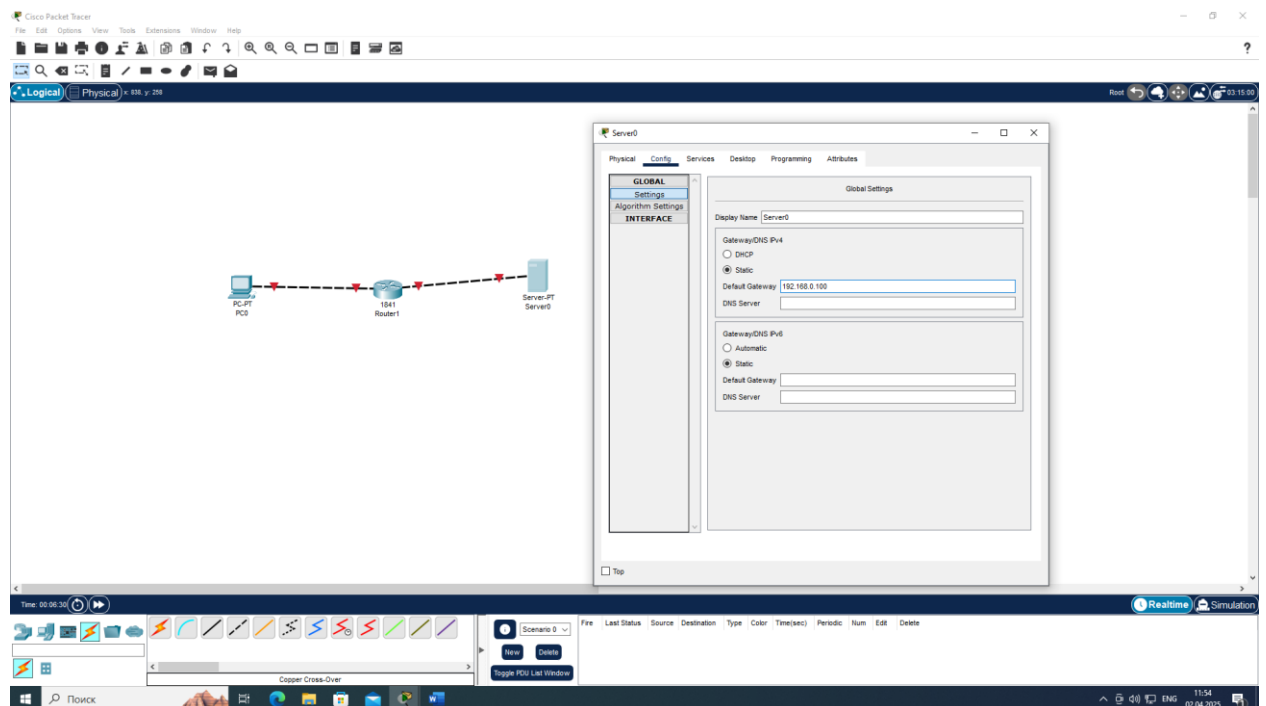 Cisco Packet Tracer
File Edit Options View Tools Extensions Window Help
?
Logical Physical x: 838, y: 258 Root 03:15:00
Server0
Physical Config Services Desktop Programming Attributes
GLOBAL
Settings
Algorithm Settings
INTERFACE
Global Settings
Display Name Server0
Gateway/DNS IPv4
DHCP
Static
Default Gateway 192.168.0.100
DNS Server
Gateway/DNS IPv6
Automatic
Static
Default Gateway
DNS Server
Top
PC-PT
PC0
1841
Router1
Server-PT
Server0
Time: 00:06:30 Realtime Simulation
Scenario 0
New Delete
Toggle PDU List Window
Fire Last Status Source Destination Type Color Time(sec) Periodic Num Edit Delete
Copper Cross-Over
Поиск
ENG 11:54
02.04.2025